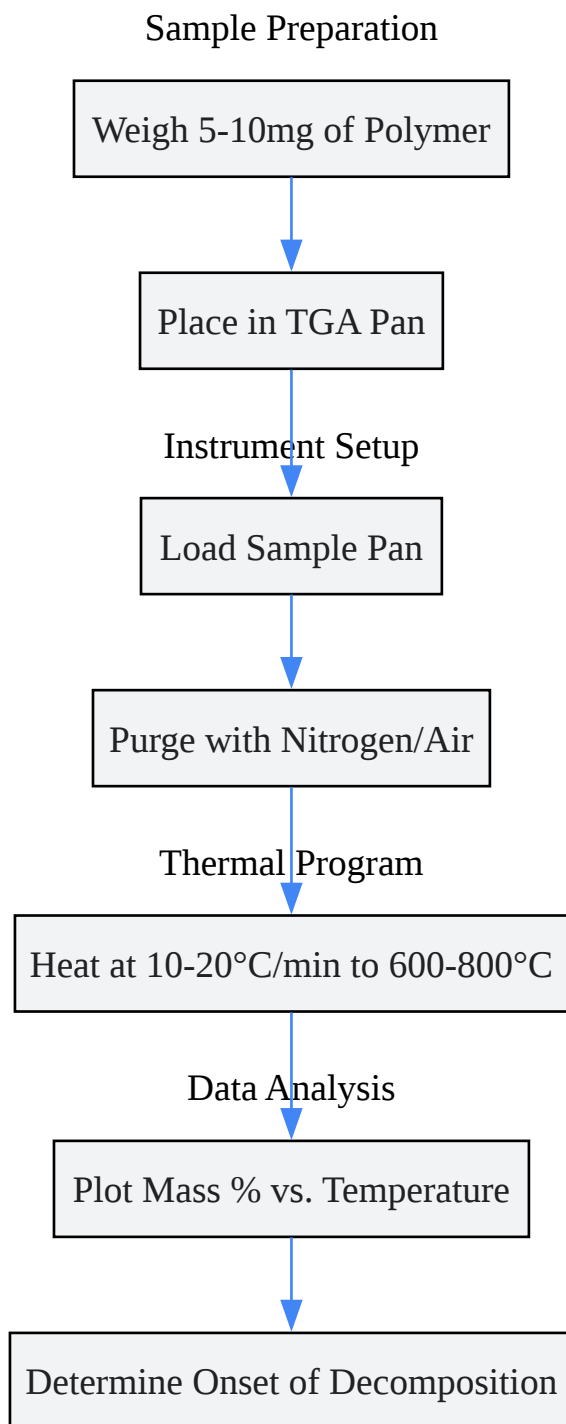 Sample Preparation
Weigh 5-10mg of Polymer
Place in TGA Pan
Instrument Setup
Load Sample Pan
Purge with Nitrogen/Air
Thermal Program
Heat at 10-20°C/min to 600-800°C
Data Analysis
Plot Mass % vs. Temperature
Determine Onset of Decomposition